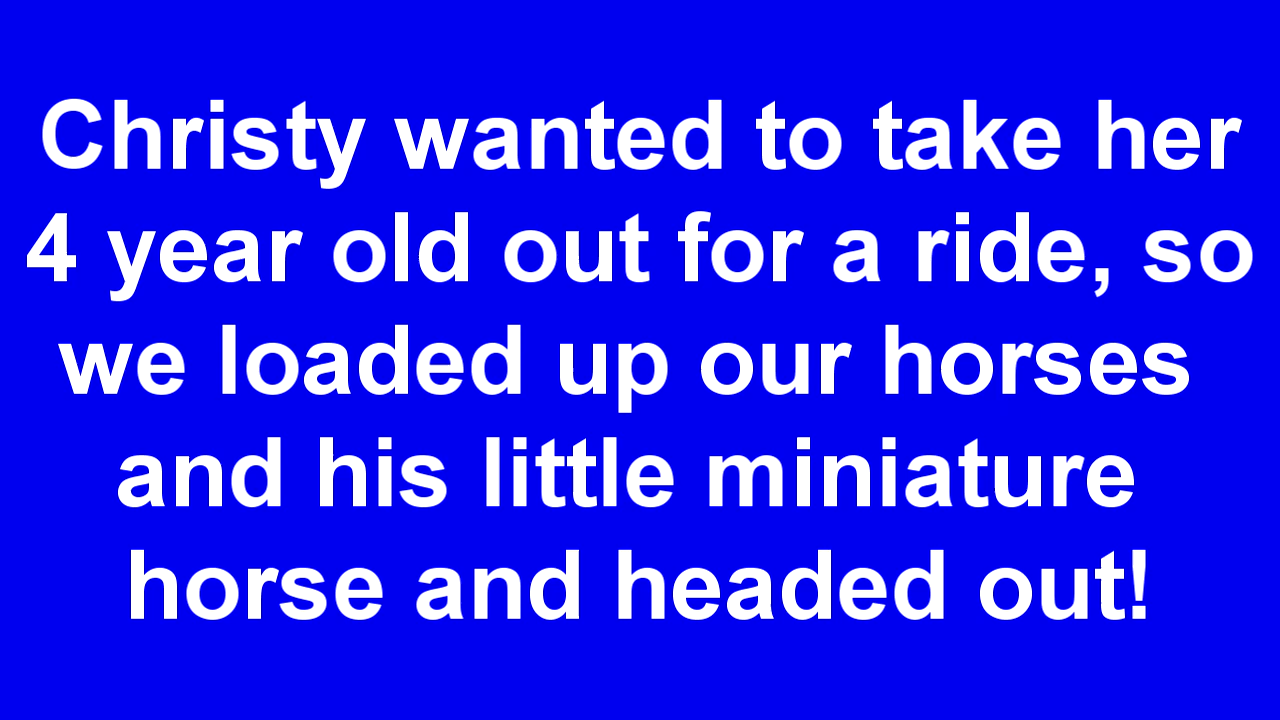 Christy wanted to take her
4 year old out for a ride, so
we loaded up our horses
and his little miniature
horse and headed out!